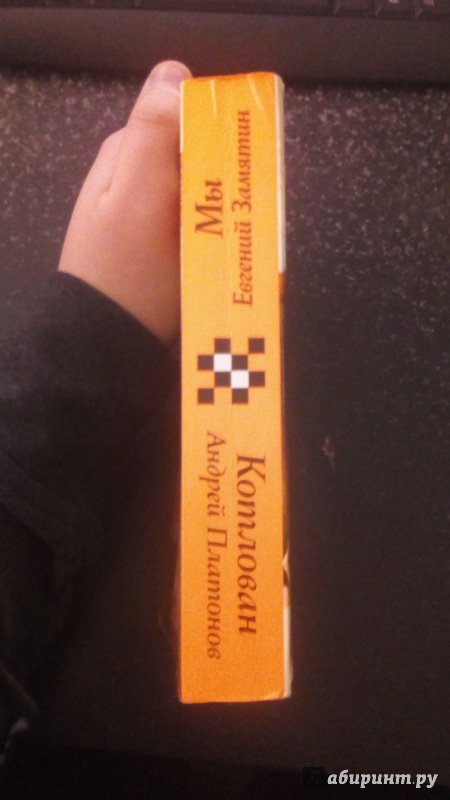 Мы
Евгений Замятин
Котлован
Андрей Платонов
Лабиринт.ру